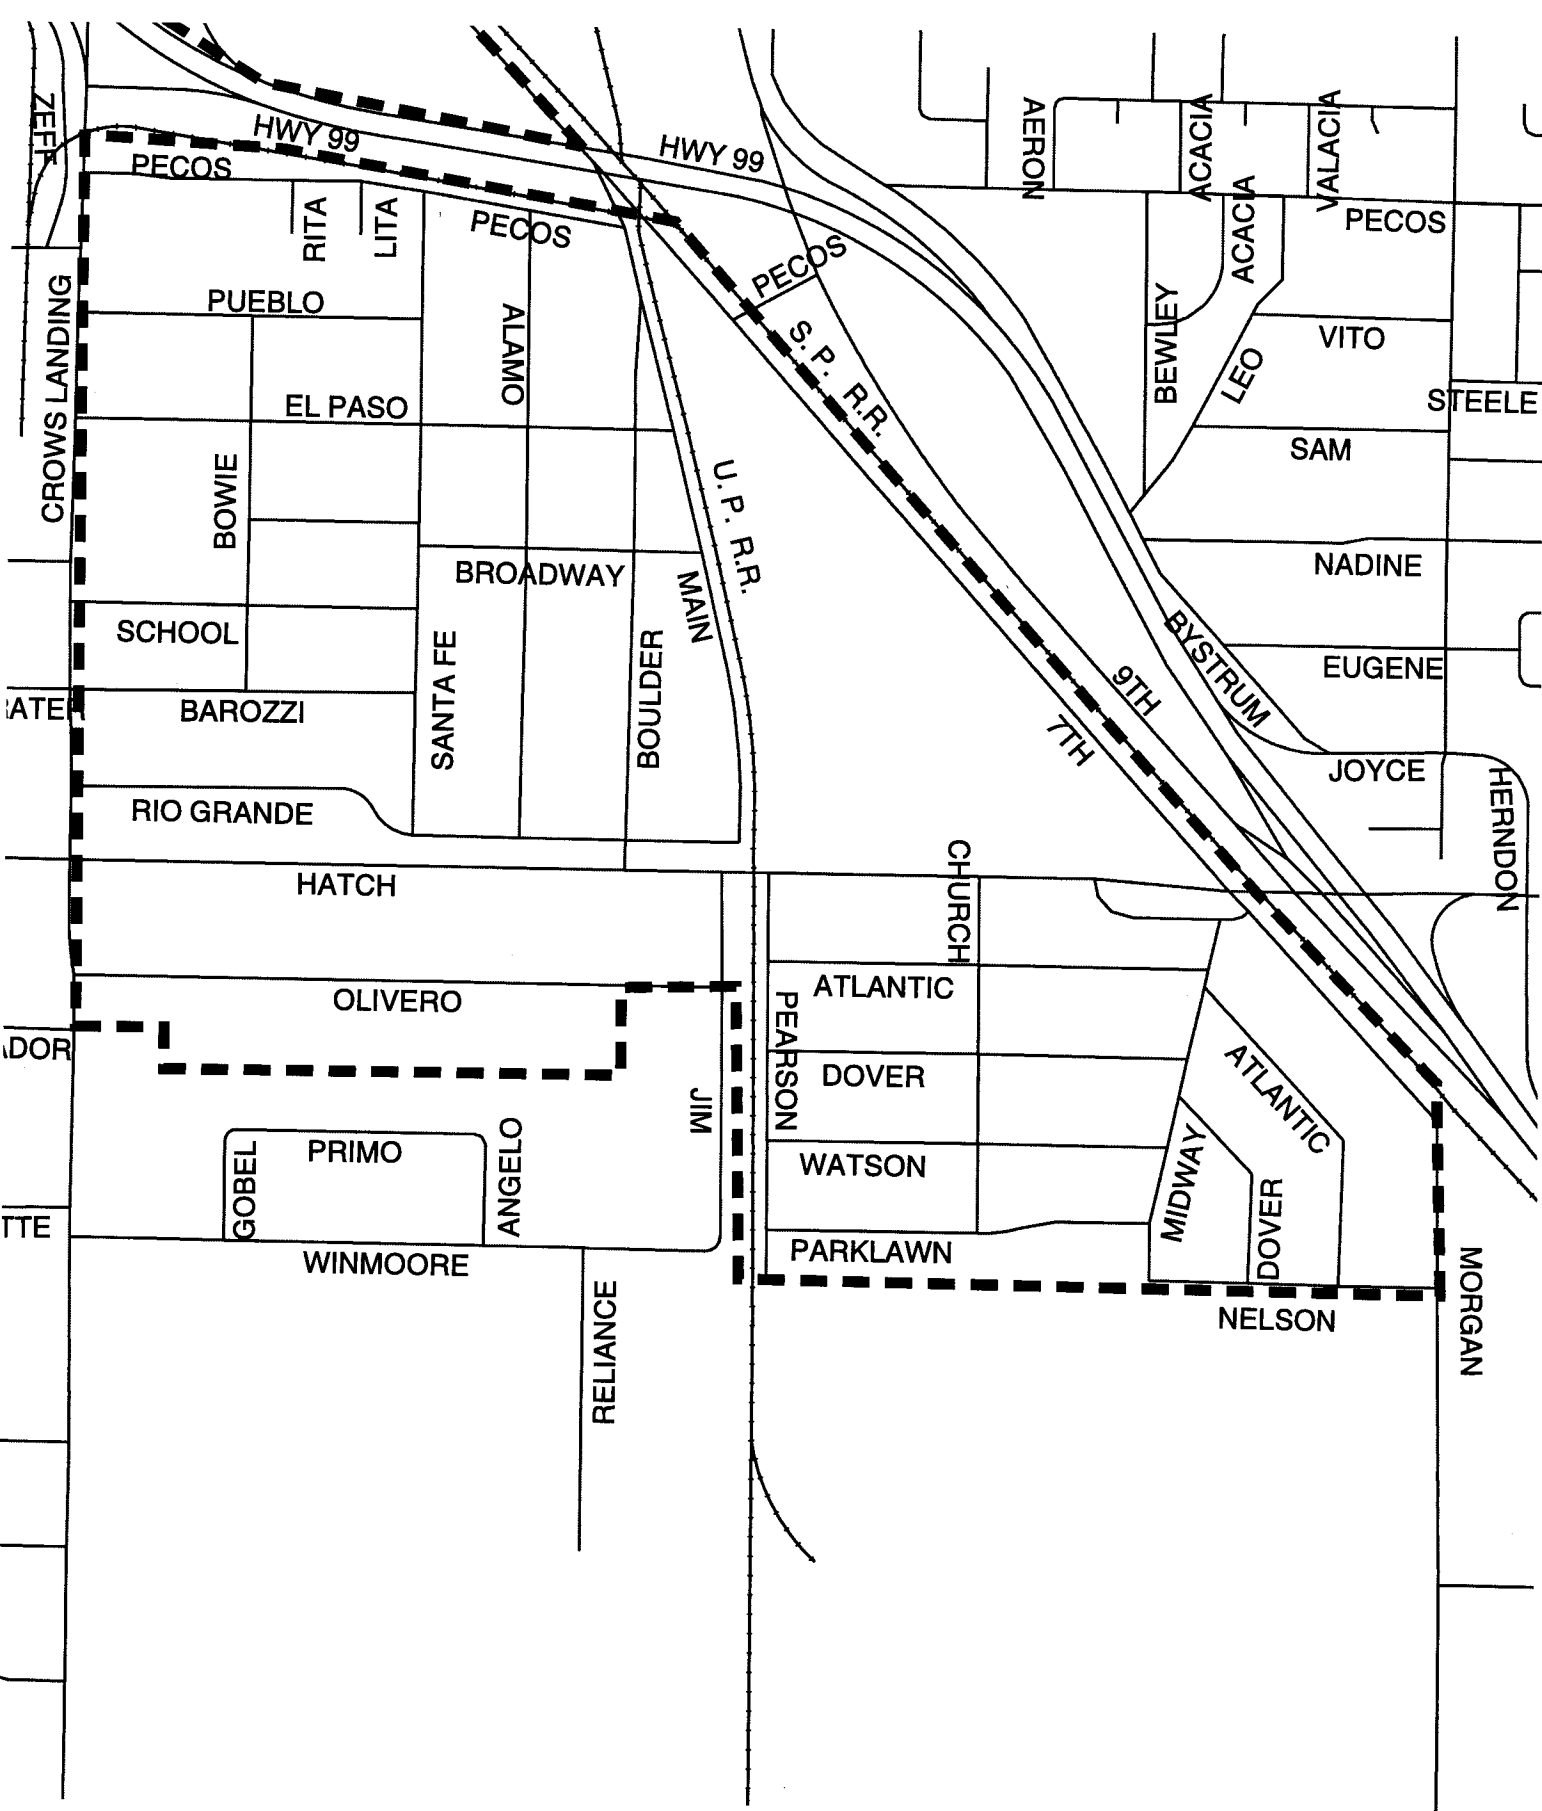 ZEFF
HWY 99
HWY 99
PECOS
AERON
ACACIA
VALACIA
RITA
LITA
PECOS
PECOS
ACACIA
PECOS
CROWS LANDING
PUEBLO
ALAMO
S. P. R.R.
BEWLEY
LEO
VITO
EL PASO
STEELE
BOWIE
SAM
U. P. R.R.
BROADWAY
MAIN
NADINE
SCHOOL
SANTA FE
BOULDER
BYSTRUM
EUGENE
RATE
BAROZZI
9TH
7TH
JOYCE
HERNDON
RIO GRANDE
HATCH
CHURCH
OLIVERO
PEARSON
ATLANTIC
ADOR
JIM
DOVER
ATLANTIC
GOBEL
PRIMO
ANGELO
WATSON
MIDWAY
DOVER
TTE
WINMOORE
PARKLAWN
MORGAN
RELIANCE
NELSON